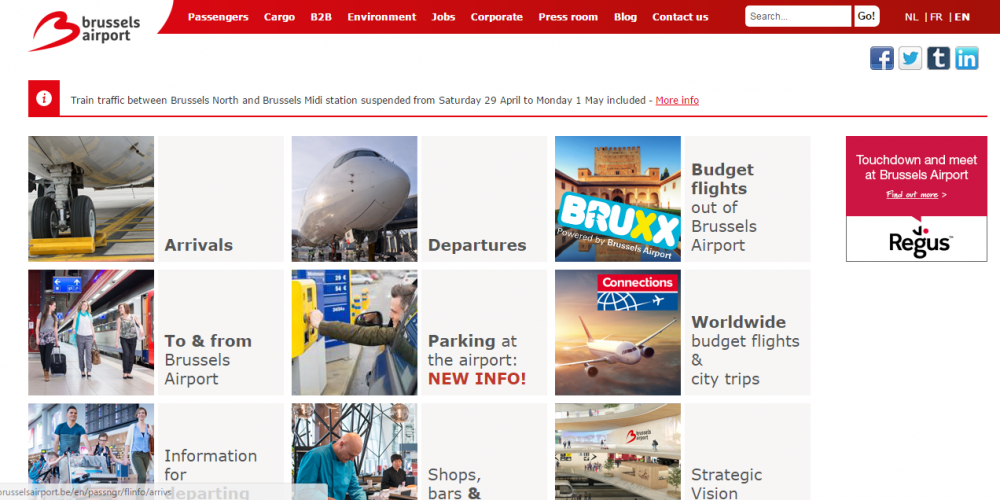 brussels
airport
Passengers Cargo B2B Environment Jobs Corporate Press room Blog Contact us
Search...
Go!
NL | FR | EN
Train traffic between Brussels North and Brussels Midi station suspended from Saturday 29 April to Monday 1 May included - More info
Arrivals
Departures
BRUXX
Powered by Brussels Airport
Budget
flights
out of
Brussels
Airport
Touchdown and meet
at Brussels Airport
Find out more >
Regus™
To & from
Brussels
Airport
Parking at
the airport:
NEW INFO!
Connections
Worldwide
budget flights
&
city trips
Information
for
departing
Shops,
bars &
brussels
airport
Strategic
Vision
russelsairport.be/en/passngr/flinfo/arrivs